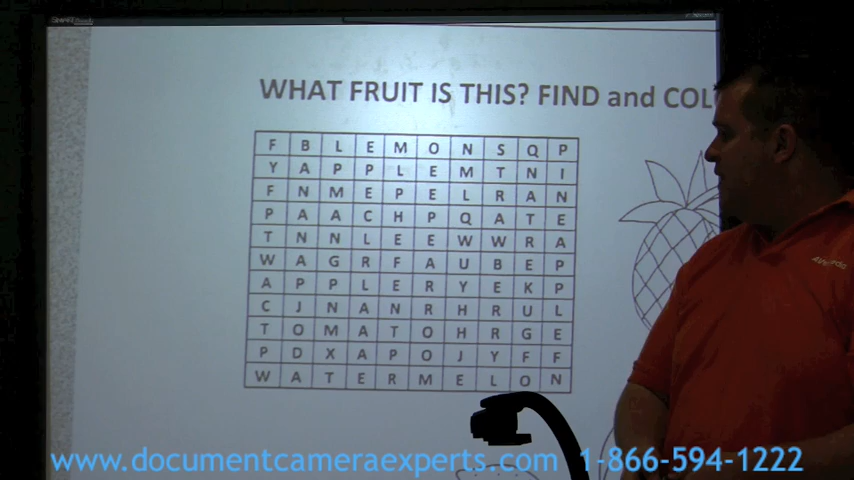 WHAT FRUIT IS THIS? FIND and COL
F B L E M O N S Q P
Y A P P L E M T N I
F N M E P E L R A N
P A A C H P Q A T E
T N N L E E W W R A
W A G R F A U B E P
A P P L E R Y E K P
C J N A N R H R U L
T O M A T O H R G E
P D X A P O J Y F F
W A T E R M E L O N
www.documentcameraexperts.com 1-866-594-1222